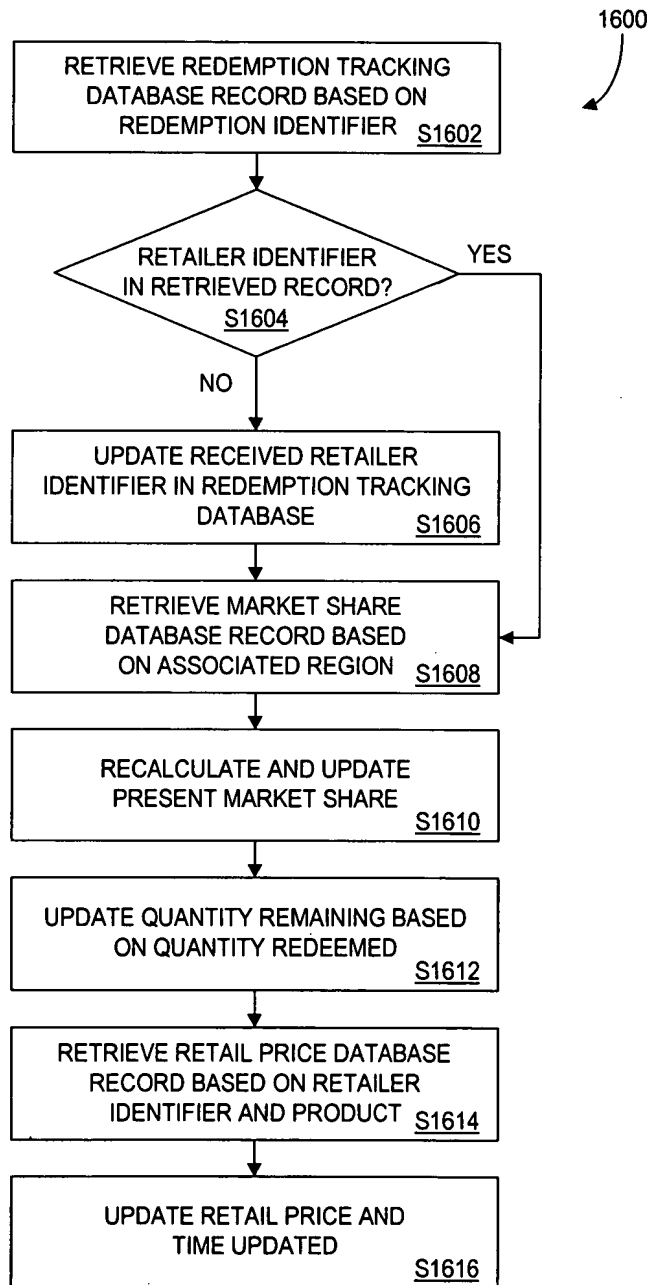 1600
RETRIEVE REDEMPTION TRACKING
DATABASE RECORD BASED ON
REDEMPTION IDENTIFIER
S1602
RETAILER IDENTIFIER
IN RETRIEVED RECORD?
S1604
YES
NO
UPDATE RECEIVED RETAILER
IDENTIFIER IN REDEMPTION TRACKING
DATABASE
S1606
RETRIEVE MARKET SHARE
DATABASE RECORD BASED
ON ASSOCIATED REGION
S1608
RECALCULATE AND UPDATE
PRESENT MARKET SHARE
S1610
UPDATE QUANTITY REMAINING BASED
ON QUANTITY REDEEMED
S1612
RETRIEVE RETAIL PRICE DATABASE
RECORD BASED ON RETAILER
IDENTIFIER AND PRODUCT
S1614
UPDATE RETAIL PRICE AND
TIME UPDATED
S1616